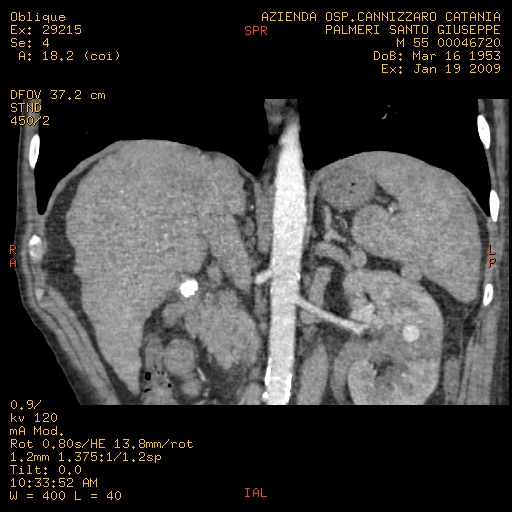 Oblique
Ex: 29215
Se: 4
A: 18.2 (coi)
DFOV 37.2 cm
STND
450/2
SPR
AZIENDA OSP.CANNIZZARO CATANIA
PALMERI SANTO GIUSEPPE
M 55 00046720
DoB: Mar 16 1953
Ex: Jan 19 2009
R
A
L
P
0.9/
kv 120
mA Mod.
Rot 0.80s/HE 13.8mm/rot
1.2mm 1.375:1/1.2sp
Tilt: 0.0
10:33:52 AM
W = 400 L = 40
IAL